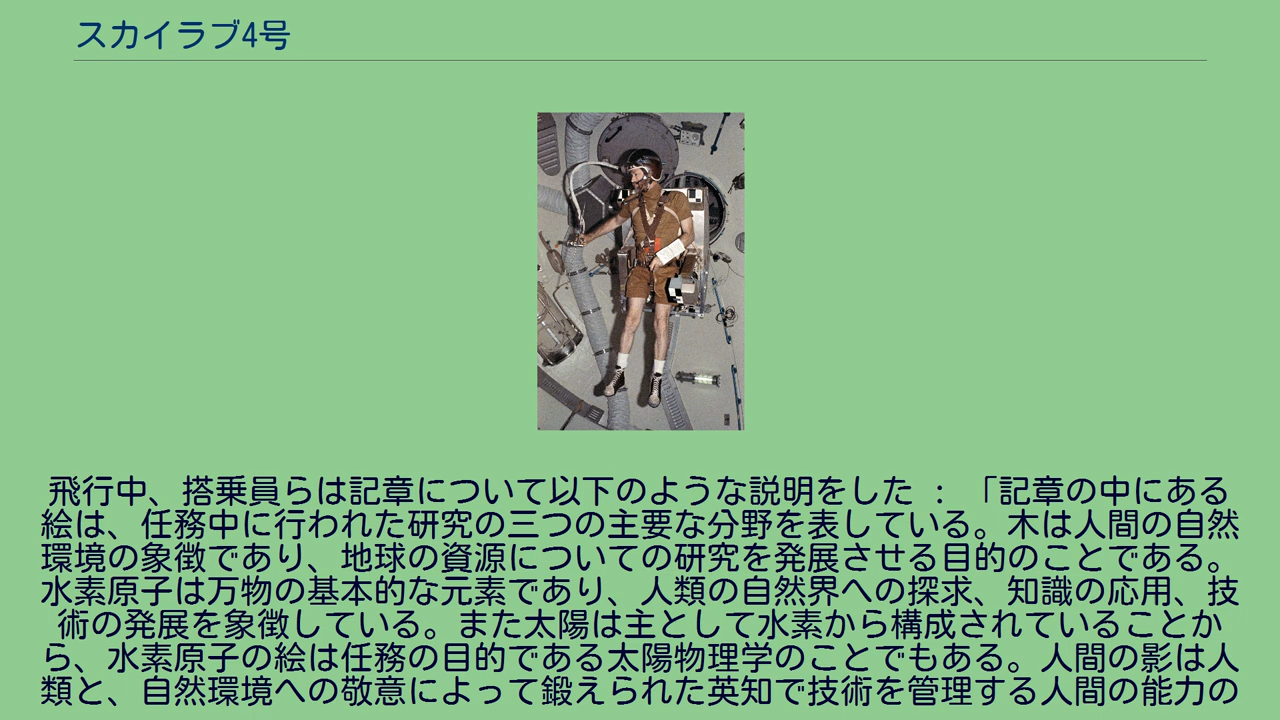 スカイラブ4号
飛行中、搭乗員らは記章について以下のような説明をした ： 「記章の中にある
絵は、任務中に行われた研究の三つの主要な分野を表している。木は人間の自然
環境の象徴であり、地球の資源についての研究を発展させる目的のことである。
水素原子は万物の基本的な元素であり、人類の自然界への探求、知識の応用、技
術の発展を象徴している。また太陽は主として水素から構成されていることか
ら、水素原子の絵は任務の目的である太陽物理学のことでもある。人間の影は人
類と、自然環境への敬意によって鍛えられた英知で技術を管理する人間の能力の